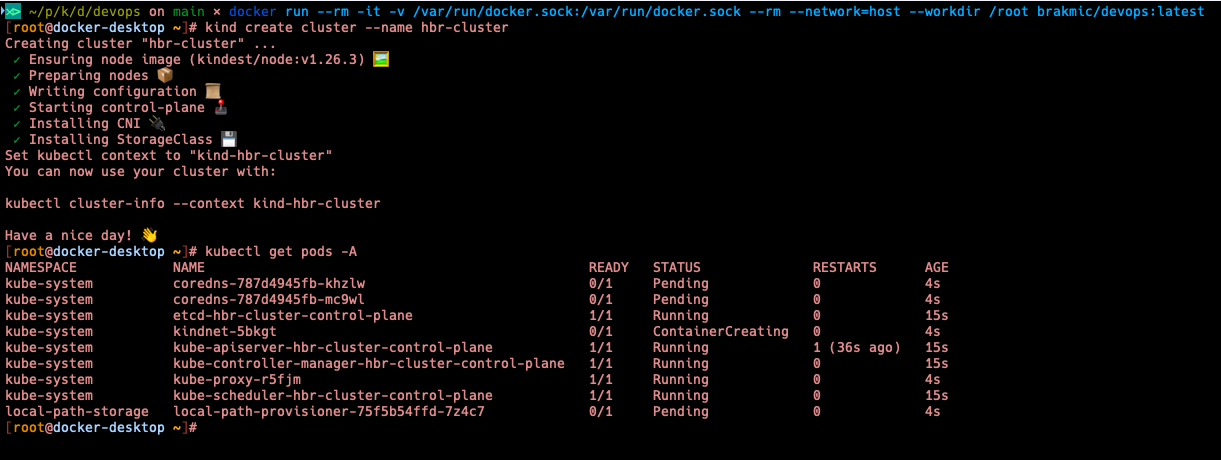 ~/p/k/d/devops on main × docker run --rm -it -v /var/run/docker.sock:/var/run/docker.sock --rm --network=host --workdir /root brakmic/devops:latest
[root@docker-desktop ~]# kind create cluster --name hbr-cluster
Creating cluster "hbr-cluster" ...
✓ Ensuring node image (kindest/node:v1.26.3) 🖼
✓ Preparing nodes 📦
✓ Writing configuration 📜
✓ Starting control-plane 🕹
✓ Installing CNI 🔌
✓ Installing StorageClass 💾
Set kubectl context to "kind-hbr-cluster"
You can now use your cluster with:

kubectl cluster-info --context kind-hbr-cluster

Have a nice day! 👋
[root@docker-desktop ~]# kubectl get pods -A
NAMESPACE            NAME                                                READY   STATUS              RESTARTS      AGE
kube-system          coredns-787d4945fb-khzlw                            0/1     Pending             0             4s
kube-system          coredns-787d4945fb-mc9wl                            0/1     Pending             0             4s
kube-system          etcd-hbr-cluster-control-plane                      1/1     Running             0             15s
kube-system          kindnet-5bkgt                                       0/1     ContainerCreating   0             4s
kube-system          kube-apiserver-hbr-cluster-control-plane            1/1     Running             1 (36s ago)   15s
kube-system          kube-controller-manager-hbr-cluster-control-plane   1/1     Running             0             15s
kube-system          kube-proxy-r5fjm                                    1/1     Running             0             4s
kube-system          kube-scheduler-hbr-cluster-control-plane            1/1     Running             0             15s
local-path-storage   local-path-provisioner-75f5b54ffd-7z4c7             0/1     Pending             0             4s
[root@docker-desktop ~]#